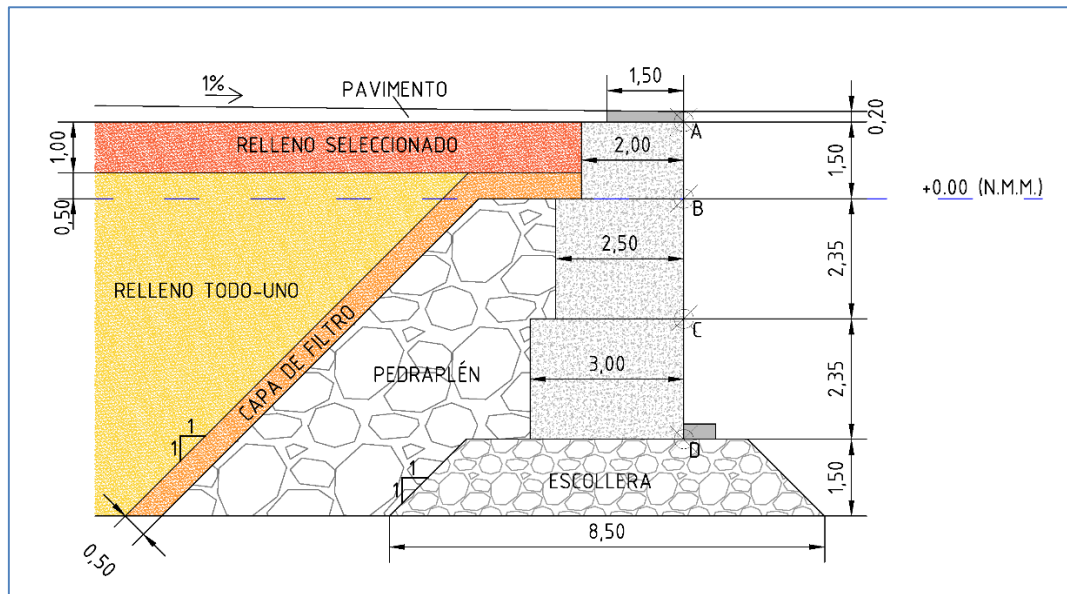 1,50
1%
PAVIMENTO
0,20
A
1,00
RELLENO SELECCIONADO
2,00
1,50
+0.00 (N.M.M.)
0,50
B
2,50
2,35
RELLENO TODO-UNO
C
CAPA DE FILTRO
PEDRAPLÉN
3,00
2,35
1
1
D
1
1
ESCOLLERA
1,50
8,50
0,50